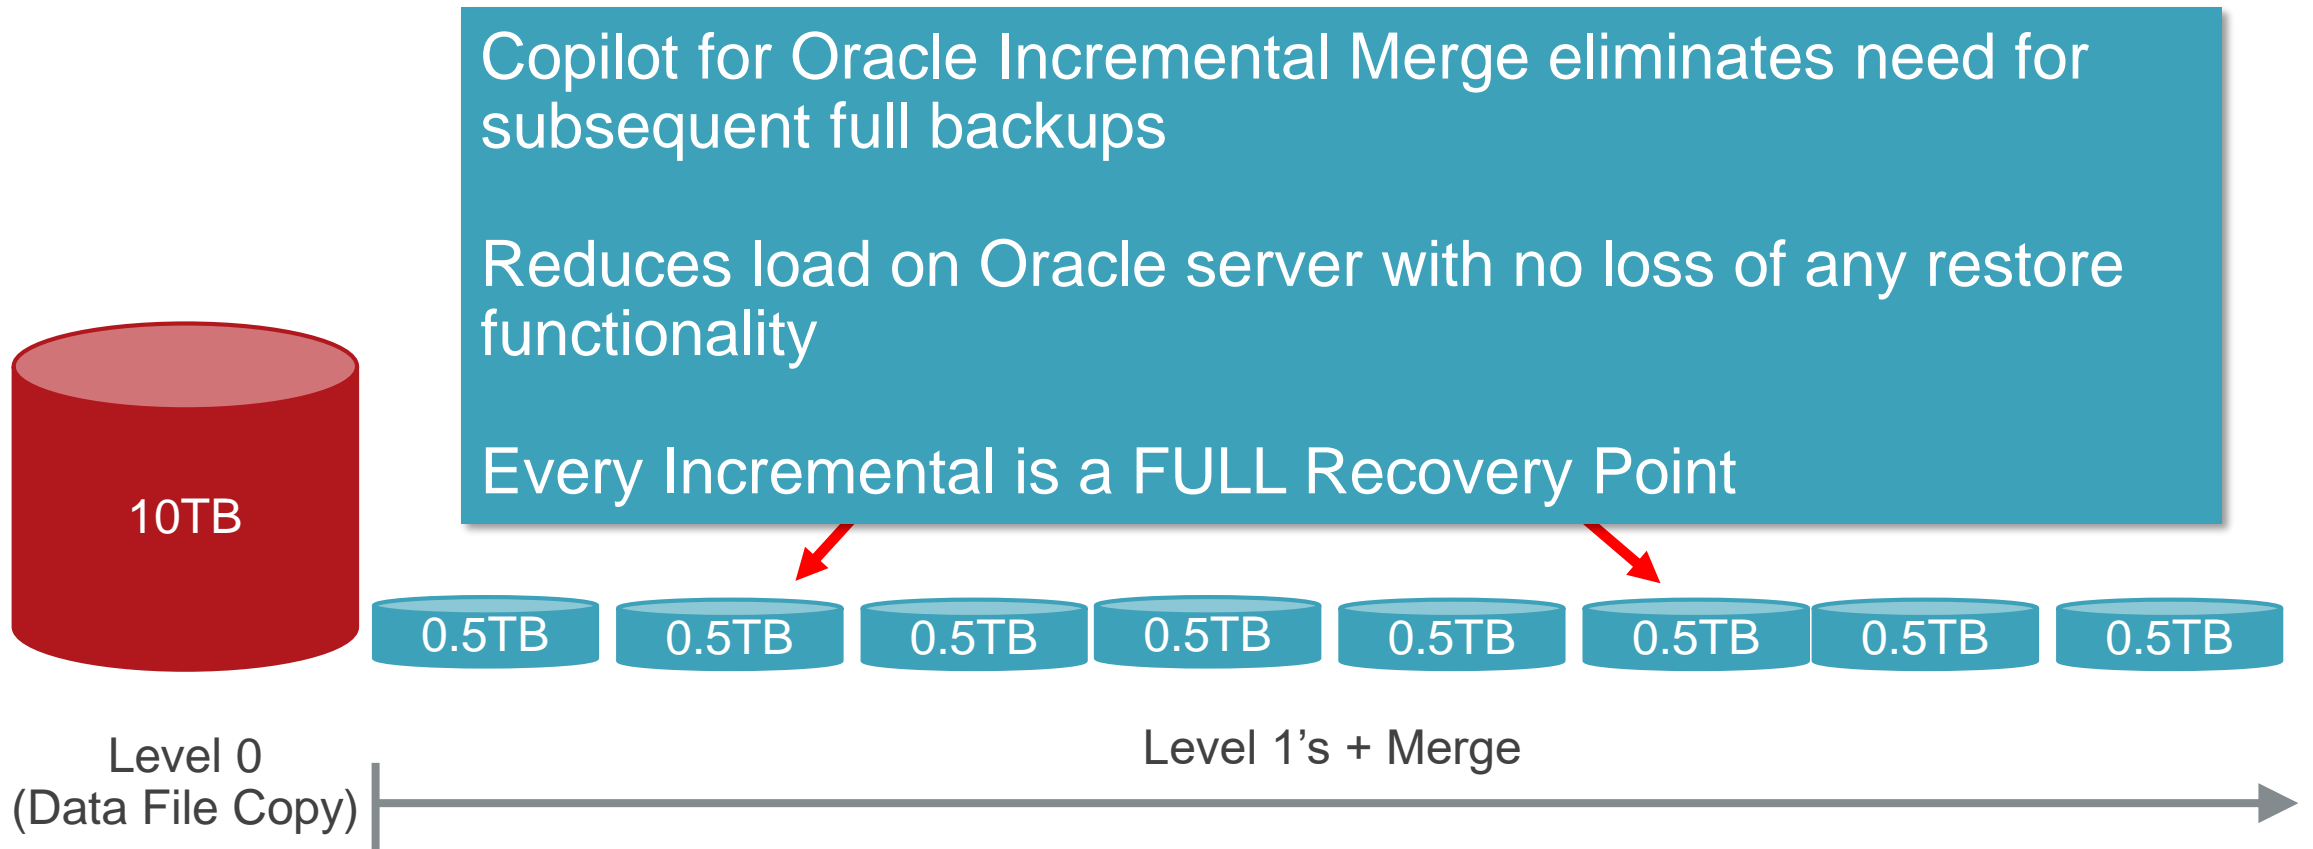 Copilot for Oracle Incremental Merge eliminates need for
subsequent full backups
Reduces load on Oracle server with no loss of any restore
functionality
Every Incremental is a FULL Recovery Point
10TB
0.5TB
0.5TB
0.5TB
0.5TB
0.5TB
0.5TB
0.5TB
0.5TB
Level 0
(Data File Copy)
Level 1’s + Merge